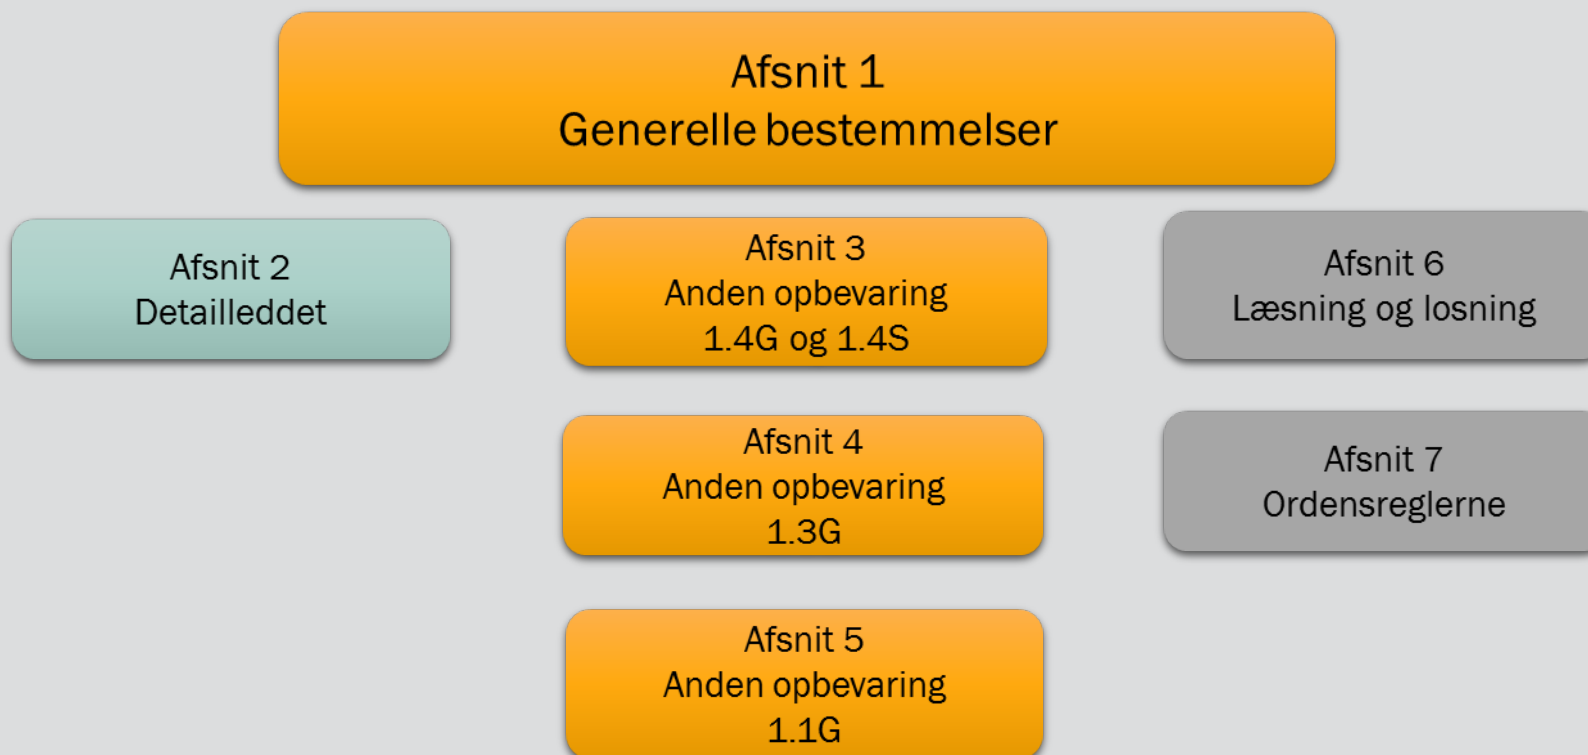 Afsnit 1
Generelle bestemmelser
Afsnit 2
Detailleddet
Afsnit 3
Anden opbevaring
1.4G og 1.4S
Afsnit 4
Anden opbevaring
1.3G
Afsnit 5
Anden opbevaring
1.1G
Afsnit 6
Læsning og losning
Afsnit 7
Ordensreglerne